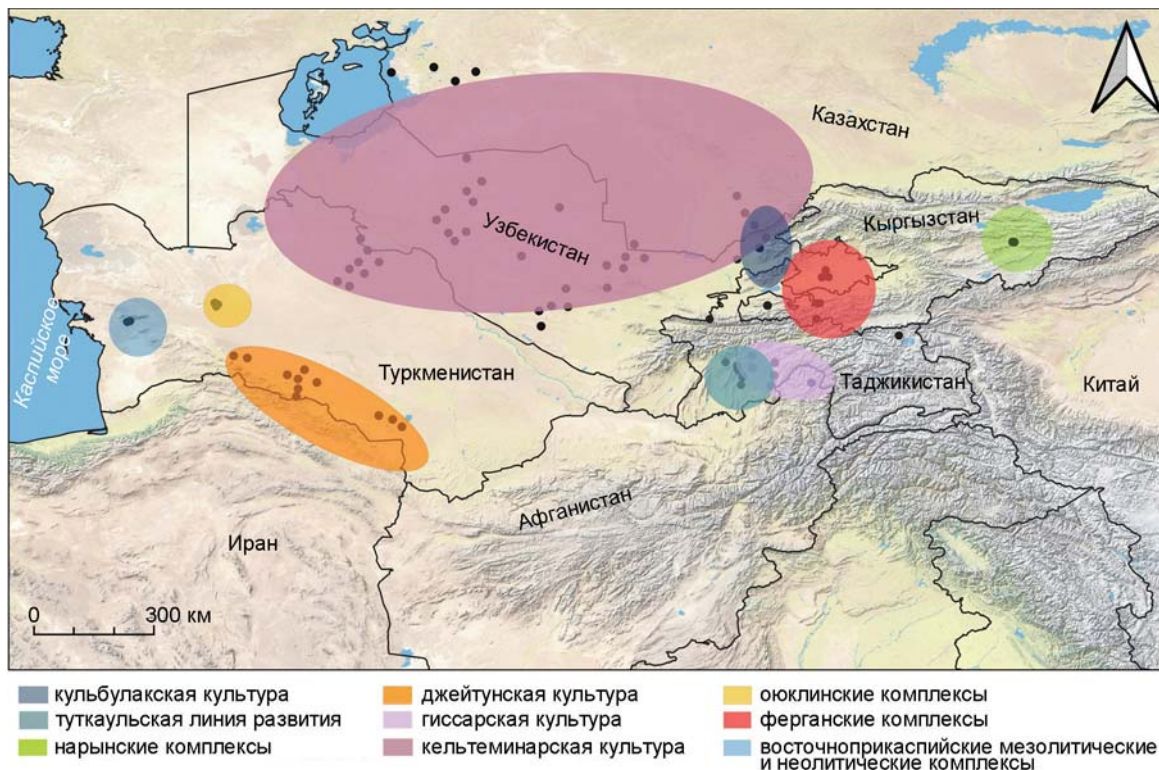 Казахстан
Кыргызстан
Узбекистан
Каспийское
море
Туркменистан
Таджикистан
Китай
Афганистан
Иран
0 300 км
кульбулакская культура
туткаульская линия развития
нарынские комплексы
джейтунская культура
гиссарская культура
кельтеминарская культура
оюклинские комплексы
ферганские комплексы
восточноприкаспийские мезолитические
и неолитические комплексы